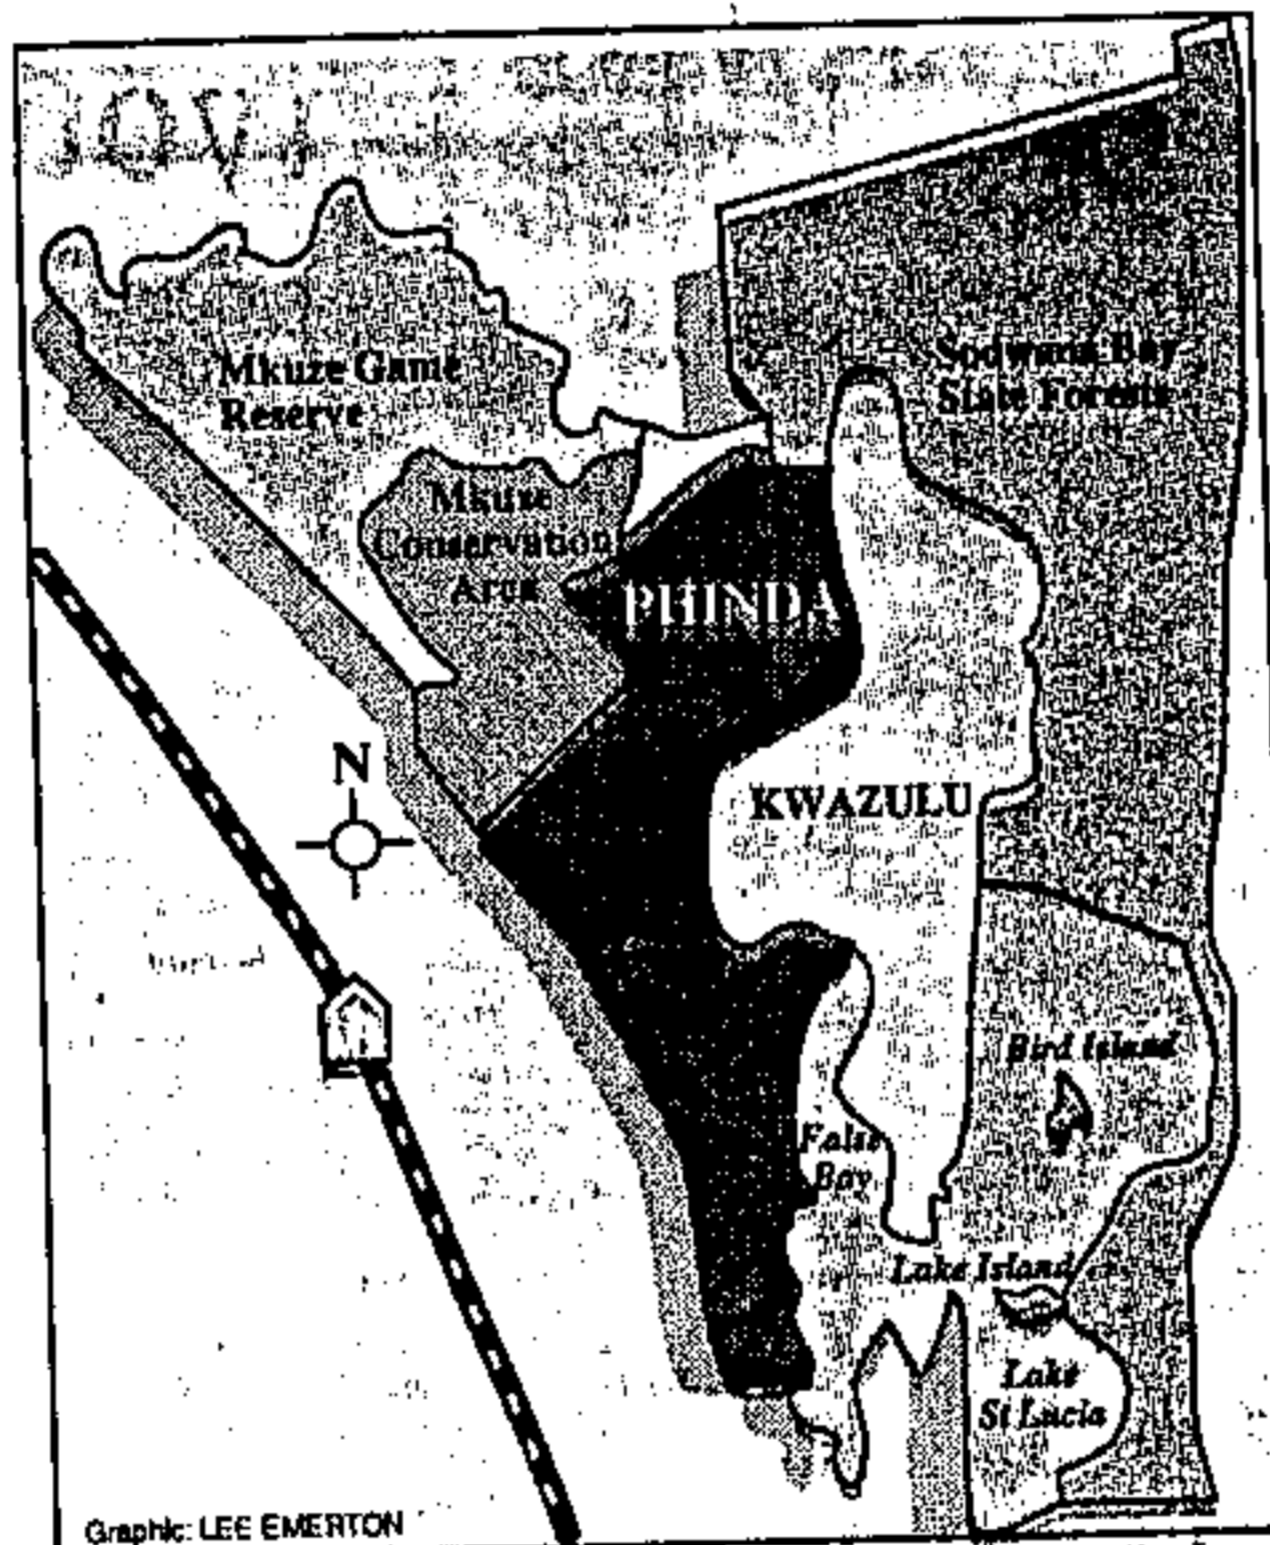 Mkuze Game
Reserve
Sodwana Bay
State Forests
Mkuze
Conservation
Area
PHINDA
N
KWAZULU
Bird Island
False
Bay
Lake Island
Lake
St Lucia
Graphic: LEE EMERTON